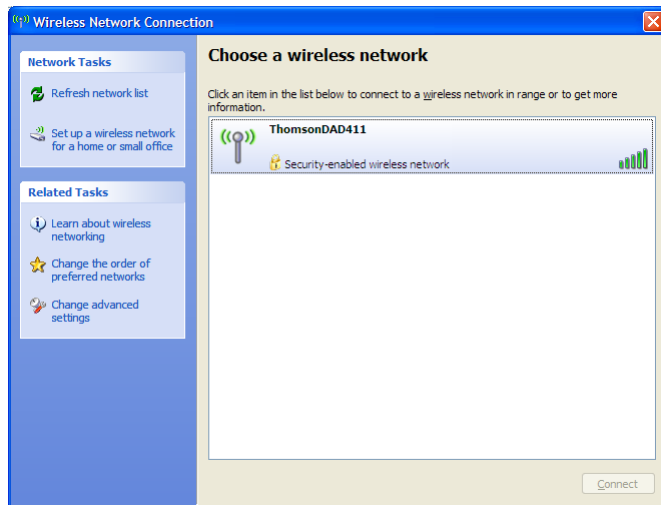 Wireless Network Connection
Network Tasks
Refresh network list
Set up a wireless network
for a home or small office
Related Tasks
Learn about wireless
networking
Change the order of
preferred networks
Change advanced
settings
Choose a wireless network
Click an item in the list below to connect to a wireless network in range or to get more
information.
ThomsonDAD411
Security-enabled wireless network
Connect